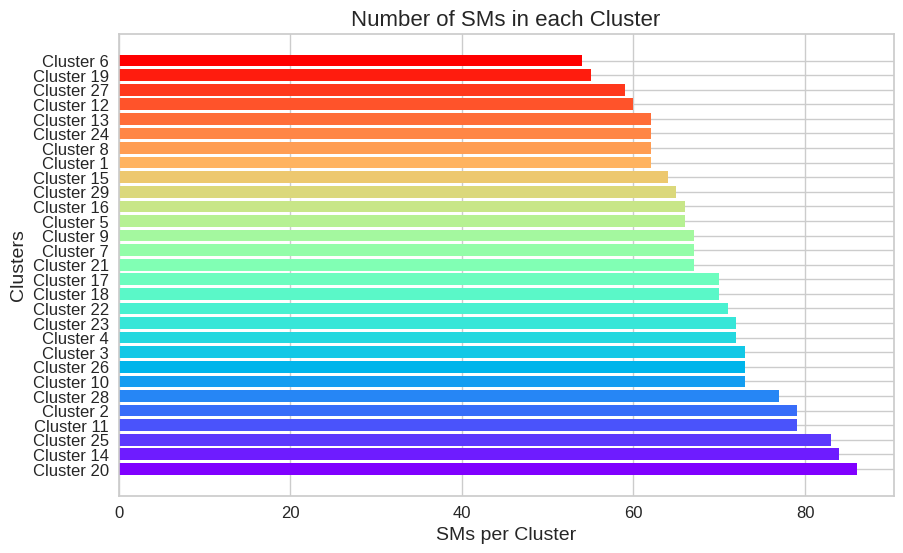 Number of SMs in each Cluster
Clusters
Cluster 6
Cluster 19
Cluster 27
Cluster 12
Cluster 13
Cluster 24
Cluster 8
Cluster 1
Cluster 15
Cluster 29
Cluster 16
Cluster 5
Cluster 9
Cluster 7
Cluster 21
Cluster 17
Cluster 18
Cluster 22
Cluster 23
Cluster 4
Cluster 3
Cluster 26
Cluster 10
Cluster 28
Cluster 2
Cluster 11
Cluster 25
Cluster 14
Cluster 20
0 20 40 60 80
SMs per Cluster